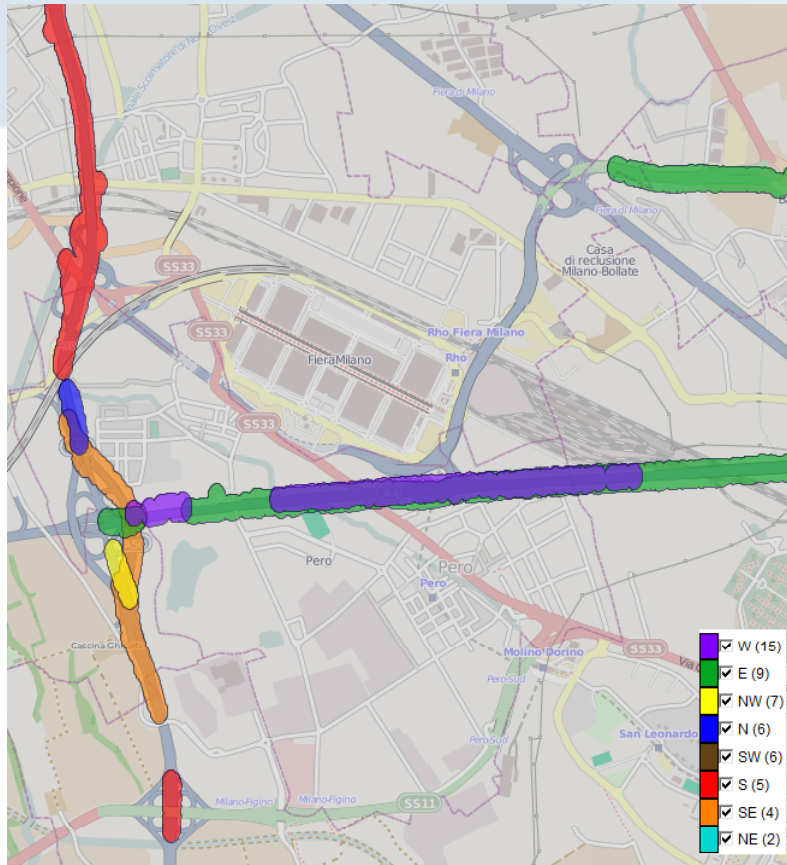 Fiera di Milano
Fiera di Milano
Casa
di reclusione
Milano-Bollate
SS33
SS33
Rho Fiera Milano
FieraMilano
Rho
SS33
Pero
Pero
Pero
Molino Dorino
SS33
Pero-Sud
San Leonardo
Pero-Sud
Milano-Figino
Milano-Figino
SS11
W (15)
E (9)
NW (7)
N (6)
SW (6)
S (5)
SE (4)
NE (2)